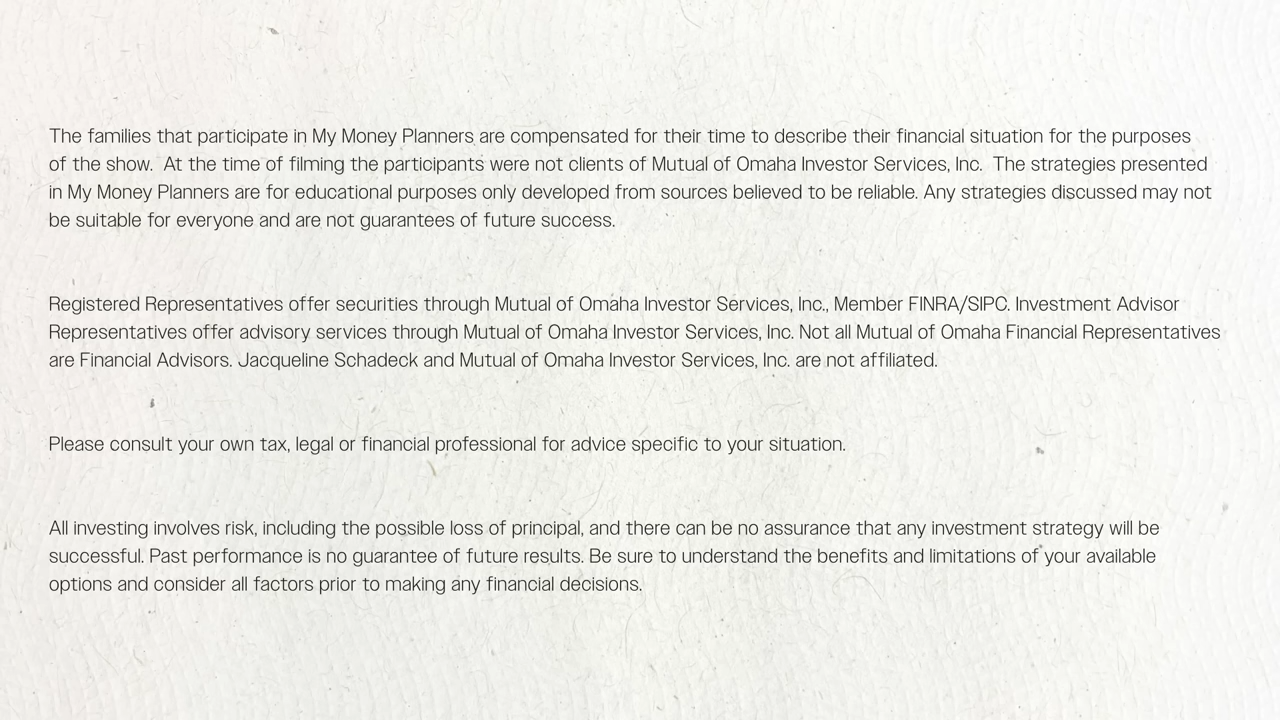 The families that participate in My Money Planners are compensated for their time to describe their financial situation for the purposes
of the show.  At the time of filming the participants were not clients of Mutual of Omaha Investor Services, Inc.  The strategies presented
in My Money Planners are for educational purposes only developed from sources believed to be reliable. Any strategies discussed may not
be suitable for everyone and are not guarantees of future success.
Registered Representatives offer securities through Mutual of Omaha Investor Services, Inc., Member FINRA/SIPC. Investment Advisor
Representatives offer advisory services through Mutual of Omaha Investor Services, Inc. Not all Mutual of Omaha Financial Representatives
are Financial Advisors. Jacqueline Schadeck and Mutual of Omaha Investor Services, Inc. are not affiliated.
Please consult your own tax, legal or financial professional for advice specific to your situation.
All investing involves risk, including the possible loss of principal, and there can be no assurance that any investment strategy will be
successful. Past performance is no guarantee of future results. Be sure to understand the benefits and limitations of your available
options and consider all factors prior to making any financial decisions.